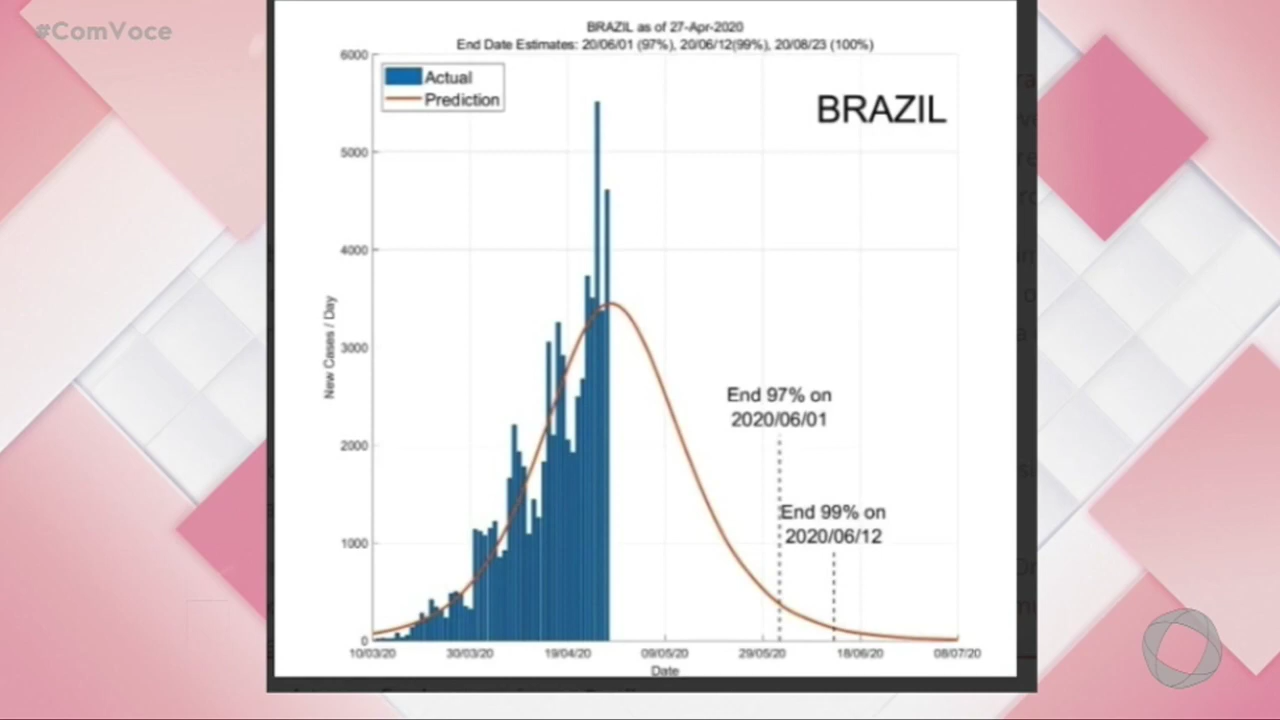 #ComVoce
BRAZIL as of 27-Apr-2020
End Date Estimates: 20/06/01 (97%), 20/06/12(99%), 20/08/23 (100%)
Actual
Prediction
BRAZIL
6000
5000
4000
3000
2000
1000
0
New Cases / Day
End 97% on
2020/06/01
End 99% on
2020/06/12
10/03/20 30/03/20 19/04/20 09/05/20 29/05/20 18/06/20 08/07/20
Date